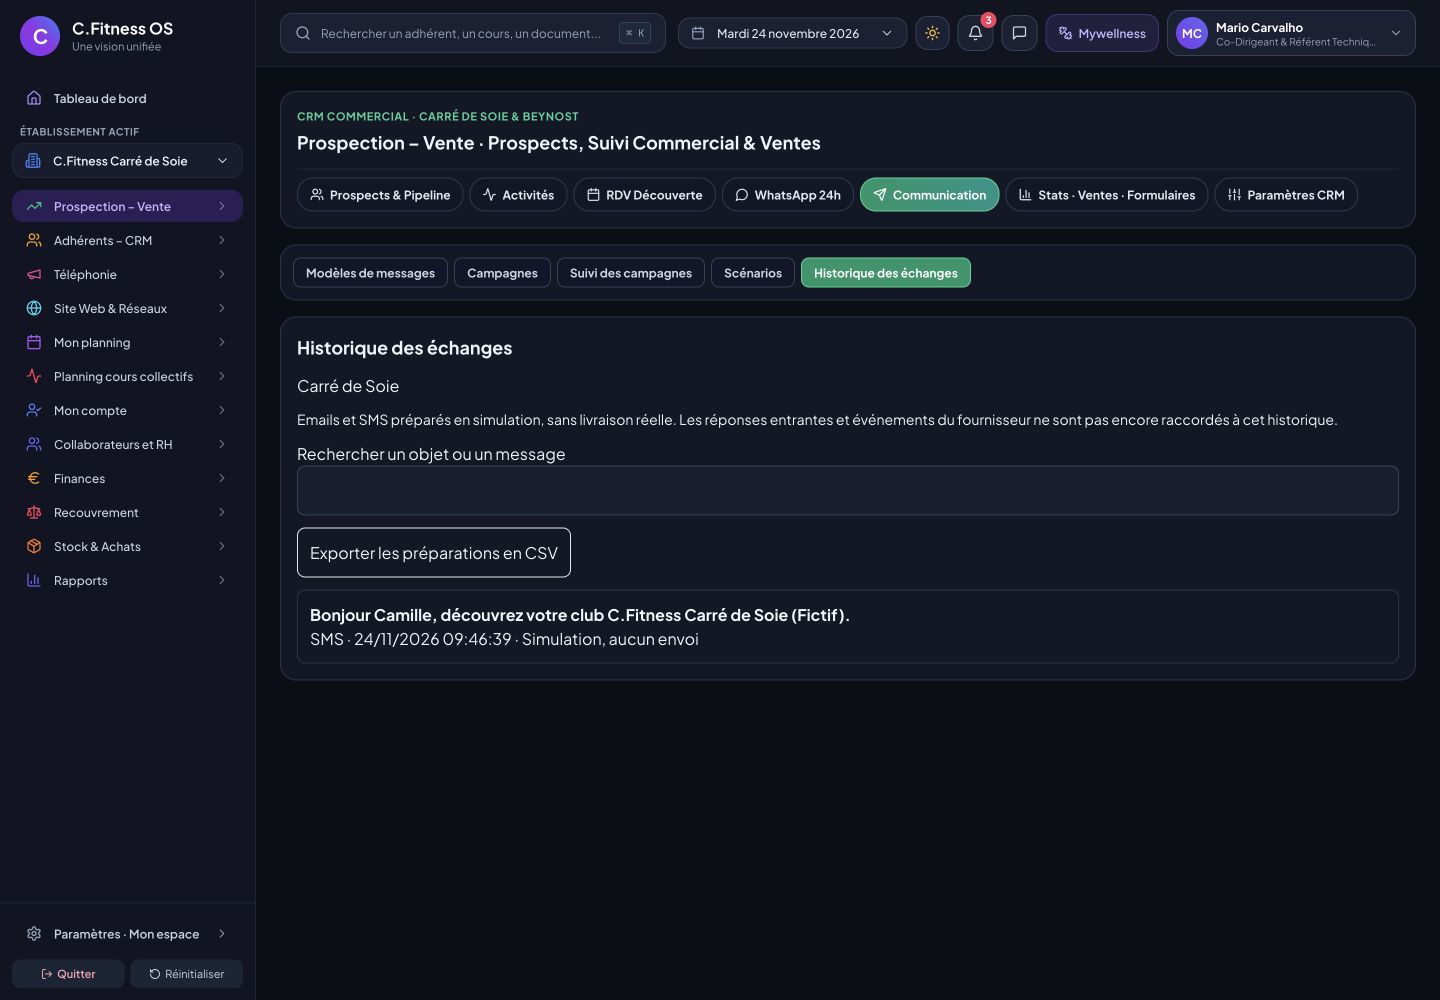 C
C.Fitness OS
Une vision unifiée
Tableau de bord
ÉTABLISSEMENT ACTIF
C.Fitness Carré de Soie
Prospection – Vente
Adhérents – CRM
Téléphonie
Site Web & Réseaux
Mon planning
Planning cours collectifs
Mon compte
Collaborateurs et RH
Finances
Recouvrement
Stock & Achats
Rapports
Paramètres · Mon espace
Quitter
Réinitialiser
Rechercher un adhérent, un cours, un document...
⌘ K
Mardi 24 novembre 2026
3
Mywellness
MC
Mario Carvalho
Co-Dirigeant & Référent Techniq...
CRM COMMERCIAL · CARRÉ DE SOIE & BEYNOST
Prospection – Vente · Prospects, Suivi Commercial & Ventes
Prospects & Pipeline
Activités
RDV Découverte
WhatsApp 24h
Communication
Stats · Ventes · Formulaires
Paramètres CRM
Modèles de messages
Campagnes
Suivi des campagnes
Scénarios
Historique des échanges
Historique des échanges
Carré de Soie
Emails et SMS préparés en simulation, sans livraison réelle. Les réponses entrantes et événements du fournisseur ne sont pas encore raccordés à cet historique.
Rechercher un objet ou un message
Exporter les préparations en CSV
Bonjour Camille, découvrez votre club C.Fitness Carré de Soie (Fictif).
SMS · 24/11/2026 09:46:39 · Simulation, aucun envoi